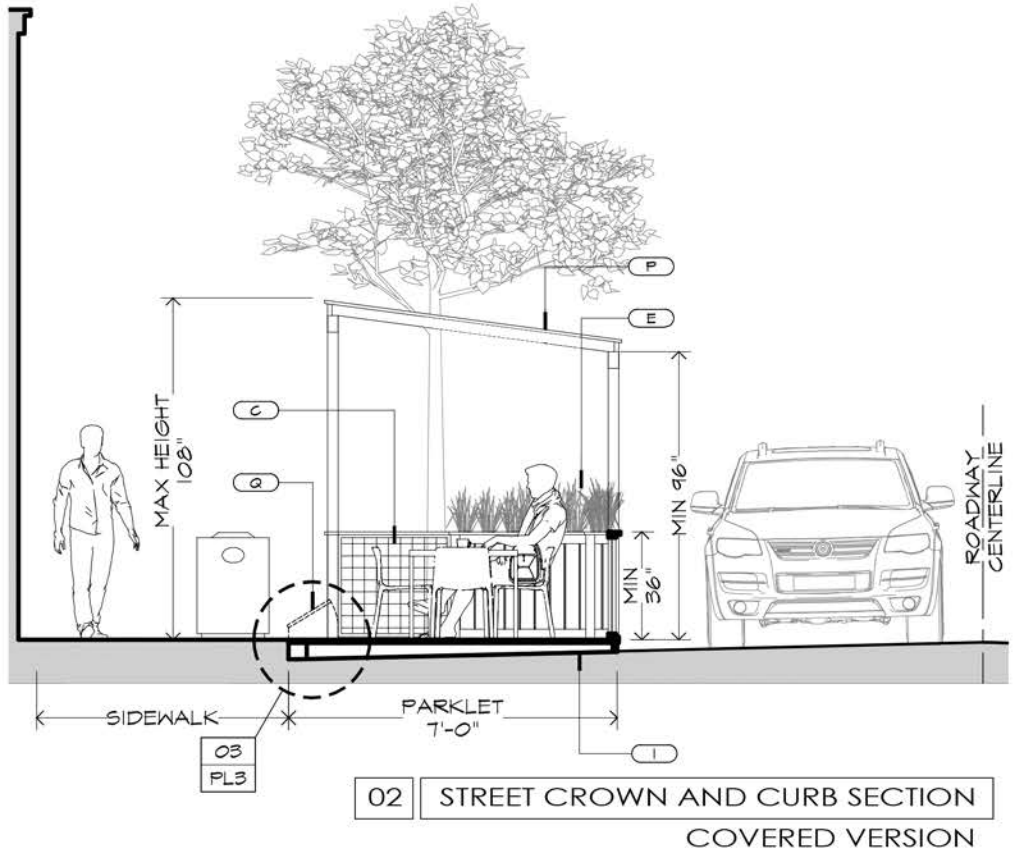 P
E
C
MAX HEIGHT
108"
Q
MIN 96"
MIN
36"
ROADWAY
CENTERLINE
SIDEWALK
PARKLET
7'-0"
03
PL3
I
02 STREET CROWN AND CURB SECTION
COVERED VERSION